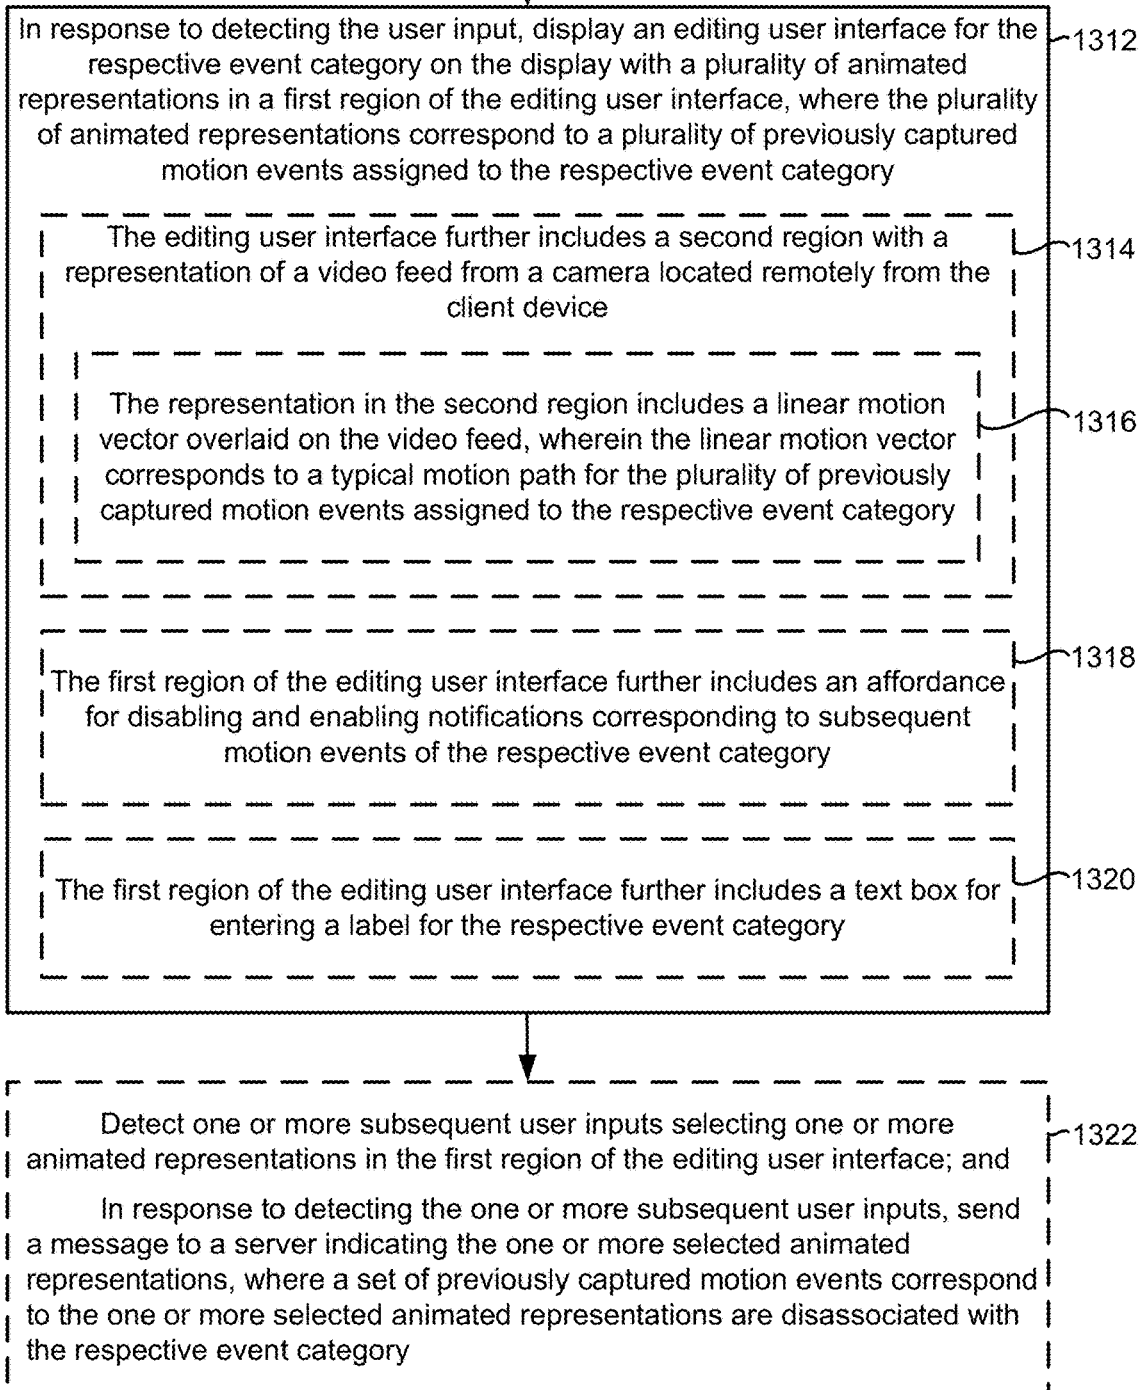 In response to detecting the user input, display an editing user interface for the
respective event category on the display with a plurality of animated
representations in a first region of the editing user interface, where the plurality
of animated representations correspond to a plurality of previously captured
motion events assigned to the respective event category
1312
The editing user interface further includes a second region with a
representation of a video feed from a camera located remotely from the
client device
1314
The representation in the second region includes a linear motion
vector overlaid on the video feed, wherein the linear motion vector
corresponds to a typical motion path for the plurality of previously
captured motion events assigned to the respective event category
1316
The first region of the editing user interface further includes an affordance
for disabling and enabling notifications corresponding to subsequent
motion events of the respective event category
1318
The first region of the editing user interface further includes a text box for
entering a label for the respective event category
1320
Detect one or more subsequent user inputs selecting one or more
animated representations in the first region of the editing user interface; and
In response to detecting the one or more subsequent user inputs, send
a message to a server indicating the one or more selected animated
representations, where a set of previously captured motion events correspond
to the one or more selected animated representations are disassociated with
the respective event category
1322